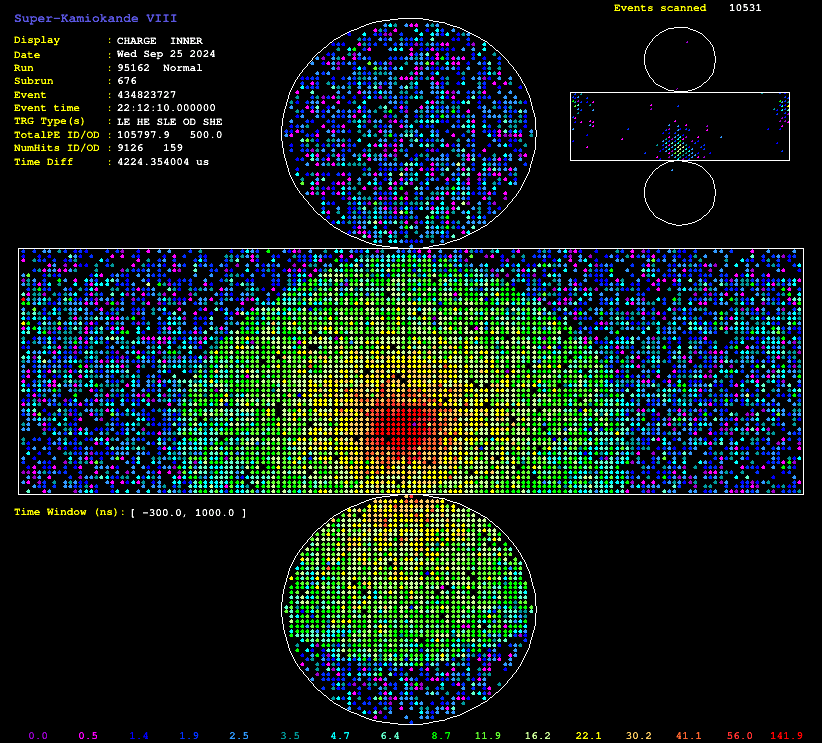 Super-Kamiokande VIII
Events scanned 10531
Display : CHARGE INNER
Date : Wed Sep 25 2024
Run : 95162 Normal
Subrun : 676
Event : 434823727
Event time : 22:12:10.000000
TRG Type(s) : LE HE SLE OD SHE
TotalPE ID/OD : 105797.9 500.0
NumHits ID/OD : 9126 159
Time Diff : 4224.354004 us
Time Window (ns): [ -300.0, 1000.0 ]
0.0 0.5 1.4 1.9 2.5 3.5 4.7 6.4 8.7 11.9 16.2 22.1 30.2 41.1 56.0 141.9